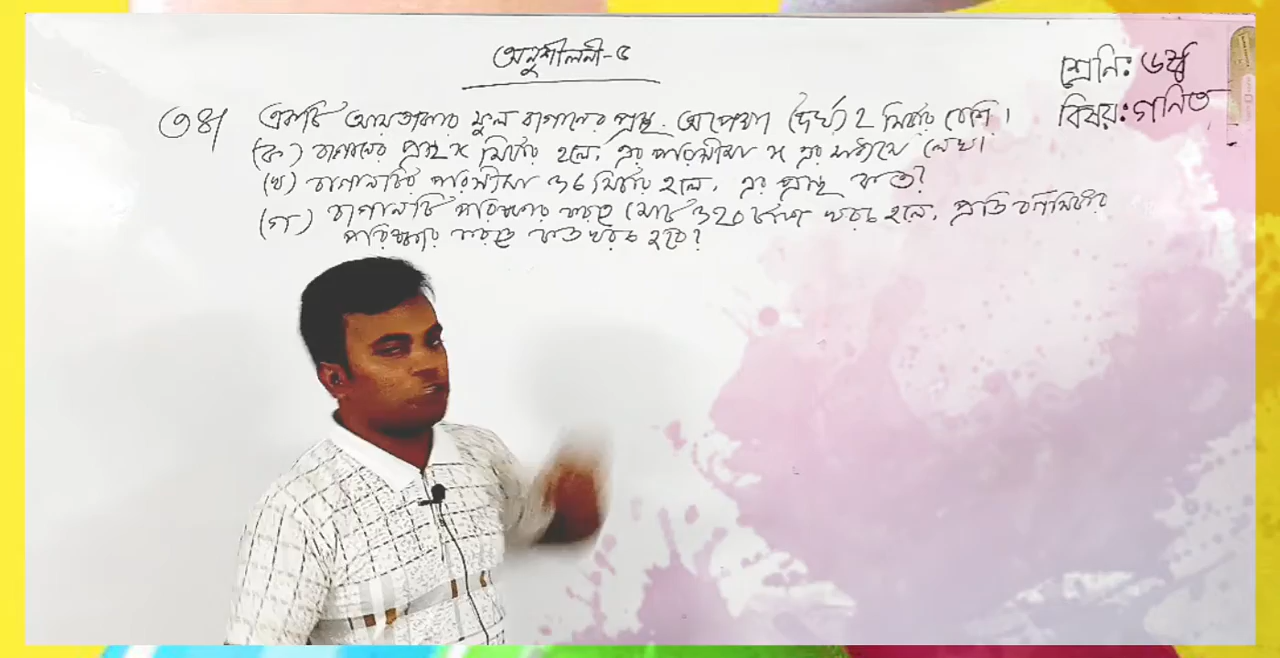 অনুশীলনী-৫
শ্রেনি: ৬ষ্ঠ
বিষয়: গনিত
৩৪। একটি আয়তাকার ফুল বাগানের প্রস্থ অপেক্ষা দৈর্ঘ্য ২ মিটার বেশি।
(ক) বাগানের প্রস্থ x মিটার হলে, এর পরিসীমা x এর মাধ্যমে লেখ।
(খ) বাগানটির পরিসীমা ৩৬ মিটার হলে, এর প্রস্থ কত?
(গ) বাগানটি পরিষ্কার করতে মোট ৩২০ টাকা খরচ হলে, প্রতি বর্গমিটার
পরিষ্কার করতে কত খরচ হবে?